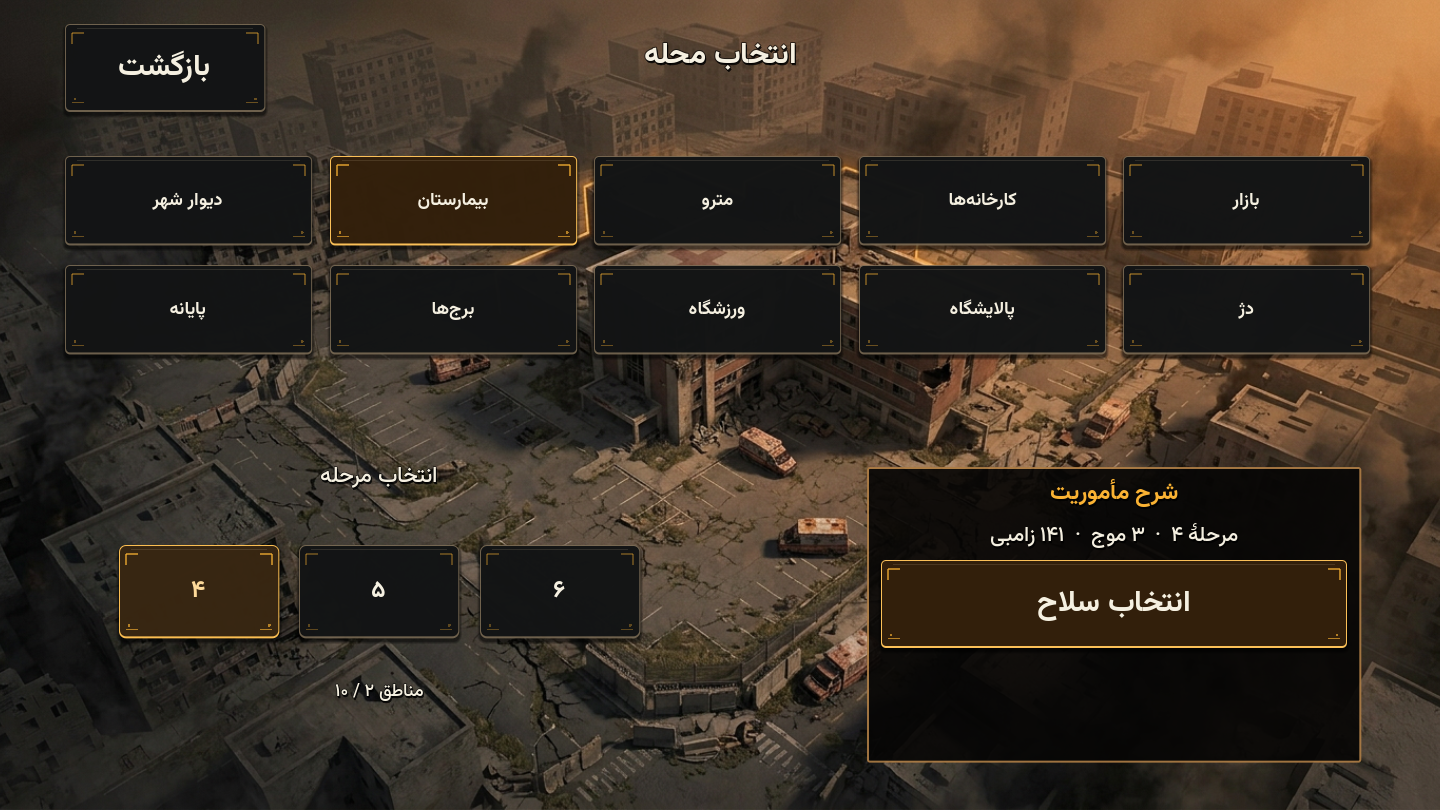 بازگشت
انتخاب محله
دیوار شهر
بیمارستان
مترو
کارخانه‌ها
بازار
پایانه
برج‌ها
ورزشگاه
پالایشگاه
دژ
انتخاب مرحله
۴
۵
۶
مناطق ۲ / ۱۰
شرح مأموریت
مرحلهٔ ۴ · ۳ موج · ۱۴۱ زامبی
انتخاب سلاح